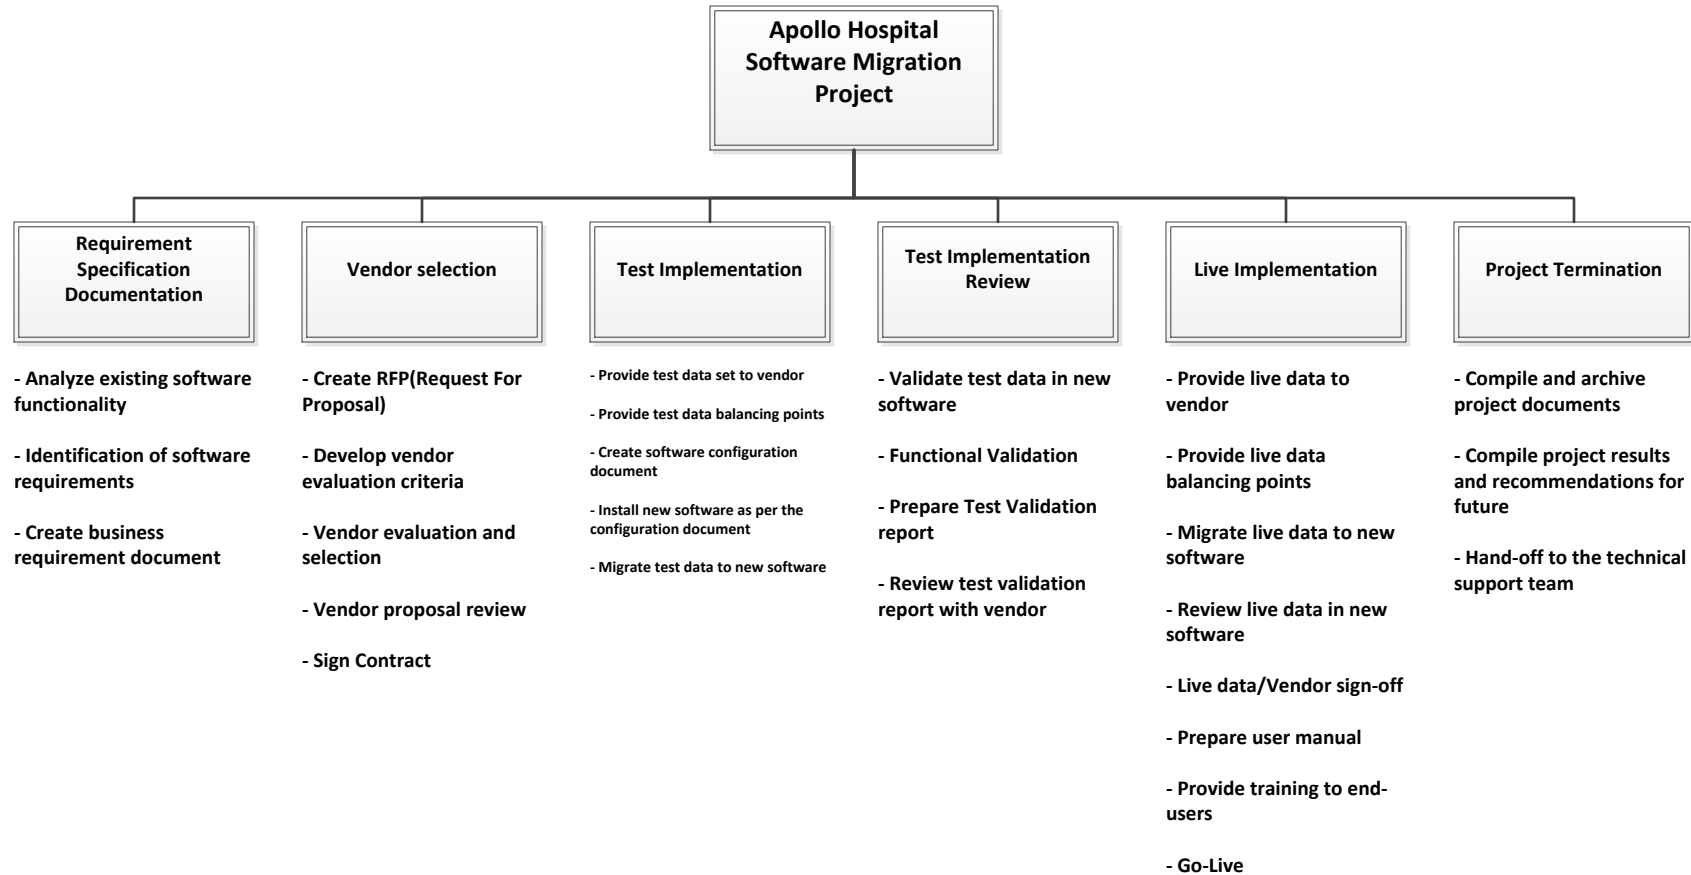 Apollo Hospital
Software Migration
Project
Requirement
Specification
Documentation
Vendor selection
Test Implementation
Test Implementation
Review
Live Implementation
Project Termination
- Analyze existing software
functionality
- Identification of software
requirements
- Create business
requirement document
- Create RFP(Request For
Proposal)
- Develop vendor
evaluation criteria
- Vendor evaluation and
selection
- Vendor proposal review
- Sign Contract
- Provide test data set to vendor
- Provide test data balancing points
- Create software configuration
document
- Install new software as per the
configuration document
- Migrate test data to new software
- Validate test data in new
software
- Functional Validation
- Prepare Test Validation
report
- Review test validation
report with vendor
- Provide live data to
vendor
- Provide live data
balancing points
- Migrate live data to new
software
- Review live data in new
software
- Live data/Vendor sign-off
- Prepare user manual
- Provide training to end-
users
- Go-Live
- Compile and archive
project documents
- Compile project results
and recommendations for
future
- Hand-off to the technical
support team